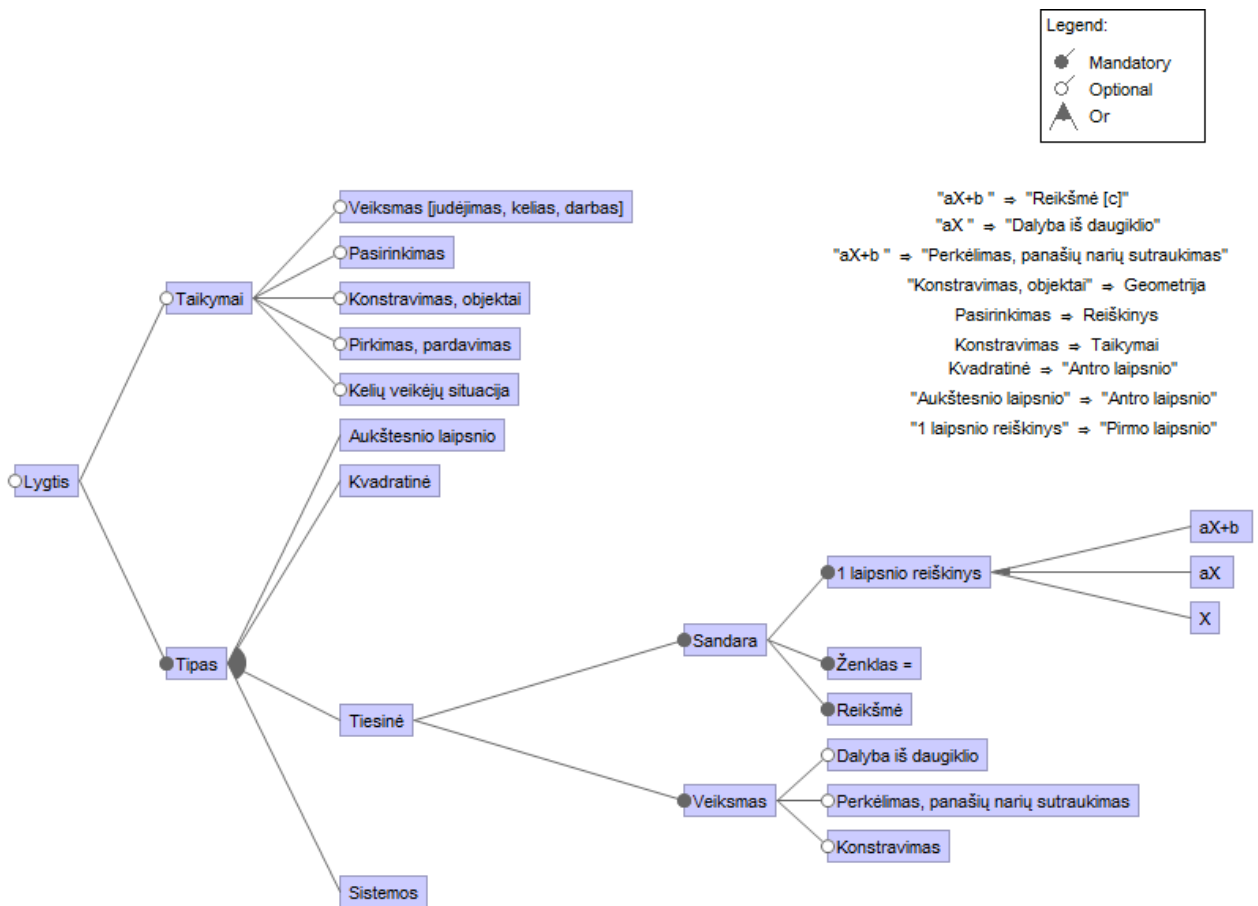 Legend:
Mandatory
Optional
Or
"aX+b " ⇒ "Reikšmė [c]"
"aX " ⇒ "Dalyba iš daugiklio"
"aX+b " ⇒ "Perkėlimas, panašių narių sutraukimas"
"Konstravimas, objektai" ⇒ Geometrija
Pasirinkimas ⇒ Reiškinys
Konstravimas ⇒ Taikymai
Kvadratinė ⇒ "Antro laipsnio"
"Aukštesnio laipsnio" ⇒ "Antro laipsnio"
"1 laipsnio reiškinys" ⇒ "Pirmo laipsnio"
Lygtis
Taikymai
Veiksmas [judėjimas, kelias, darbas]
Pasirinkimas
Konstravimas, objektai
Pirkimas, pardavimas
Kelių veikėjų situacija
Tipas
Aukštesnio laipsnio
Kvadratinė
Tiesinė
Sandara
1 laipsnio reiškinys
aX+b
aX
X
Ženklas =
Reikšmė
Veiksmas
Dalyba iš daugiklio
Perkėlimas, panašių narių sutraukimas
Konstravimas
Sistemos